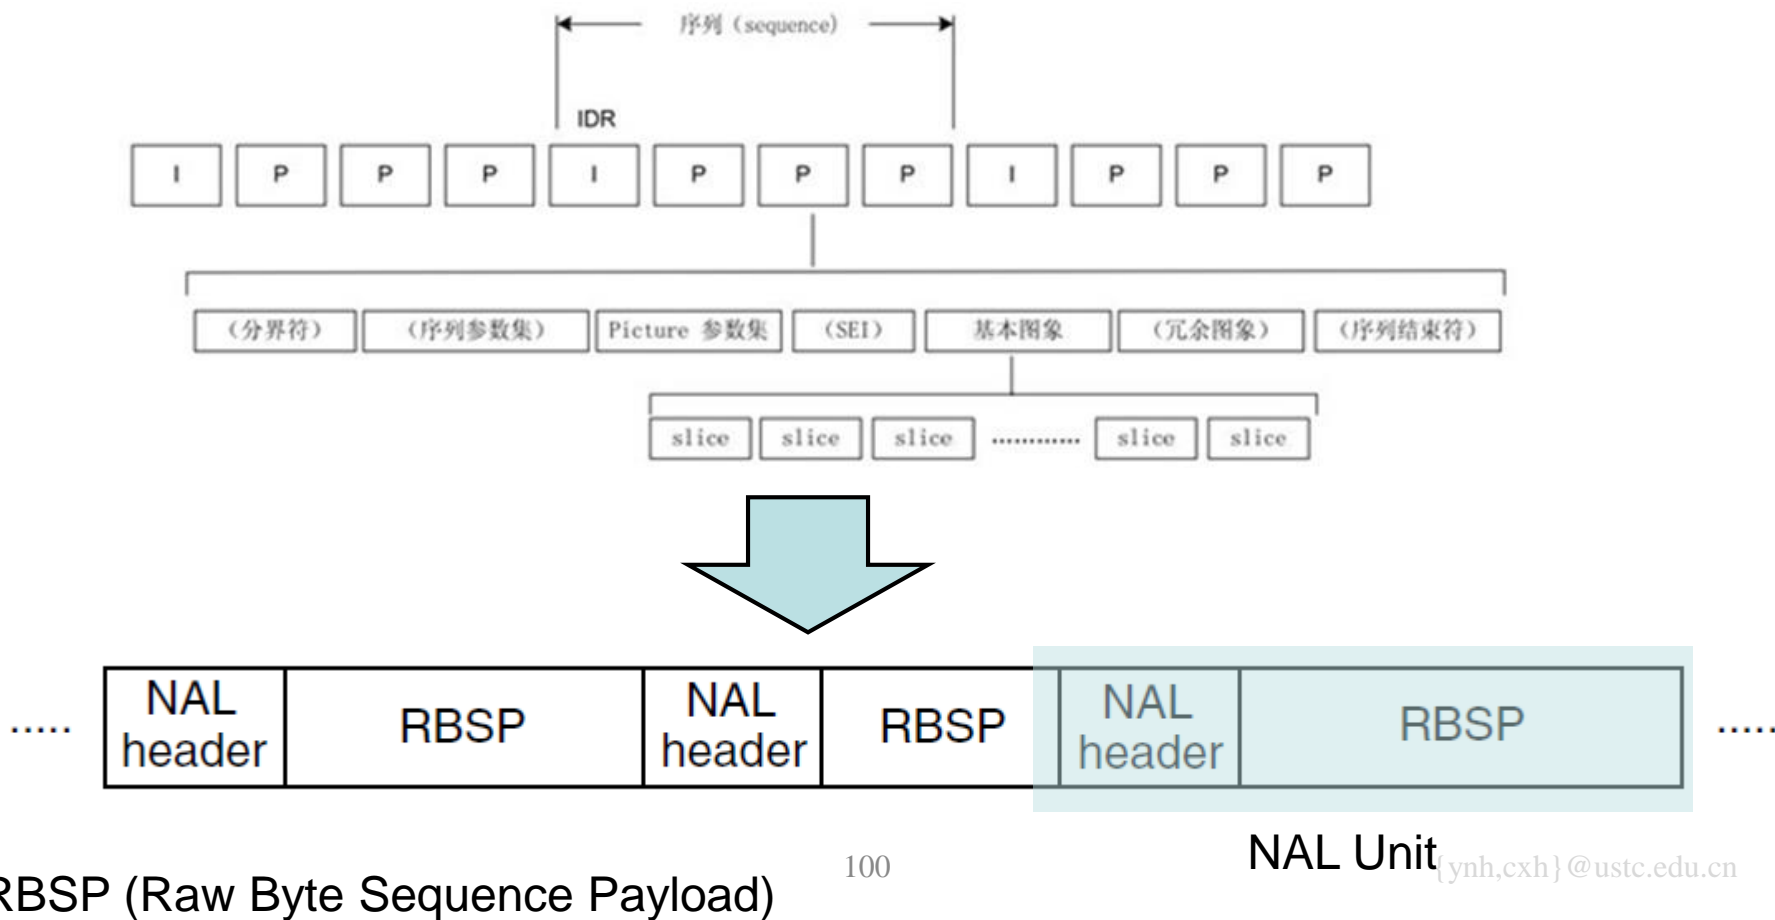 序列（sequence）
IDR
I P P P I P P P I P P P
（分界符） （序列参数集） Picture 参数集 （SEI） 基本图象 （冗余图象） （序列结束符）
slice slice slice ············ slice slice
..... NAL header RBSP NAL header RBSP NAL header RBSP .....
NAL Unit
100
{ynh,cxh}@ustc.edu.cn
RBSP (Raw Byte Sequence Payload)